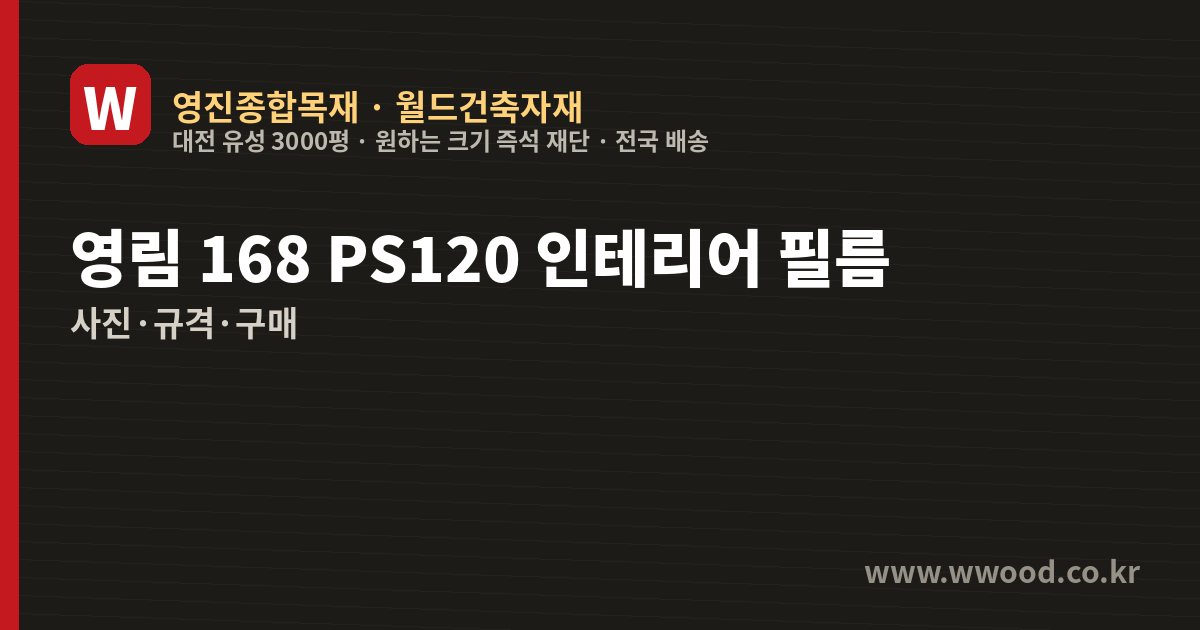 W
영진종합목재 · 월드건축자재
대전 유성 3000평 · 원하는 크기 즉석 재단 · 전국 배송
영림 168 PS120 인테리어 필름
사진·규격·구매
www.wwood.co.kr